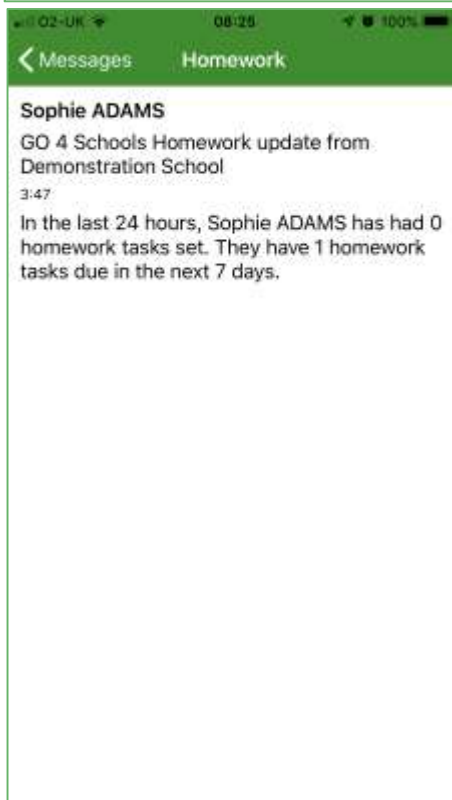 O2-UK 08:25 100%
Messages Homework
Sophie ADAMS
GO 4 Schools Homework update from
Demonstration School
3:47
In the last 24 hours, Sophie ADAMS has had 0
homework tasks set. They have 1 homework
tasks due in the next 7 days.